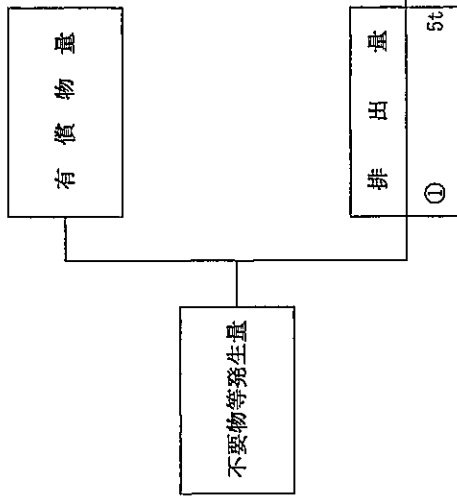 不要物等発生量
有償物量
排出量
① 5t